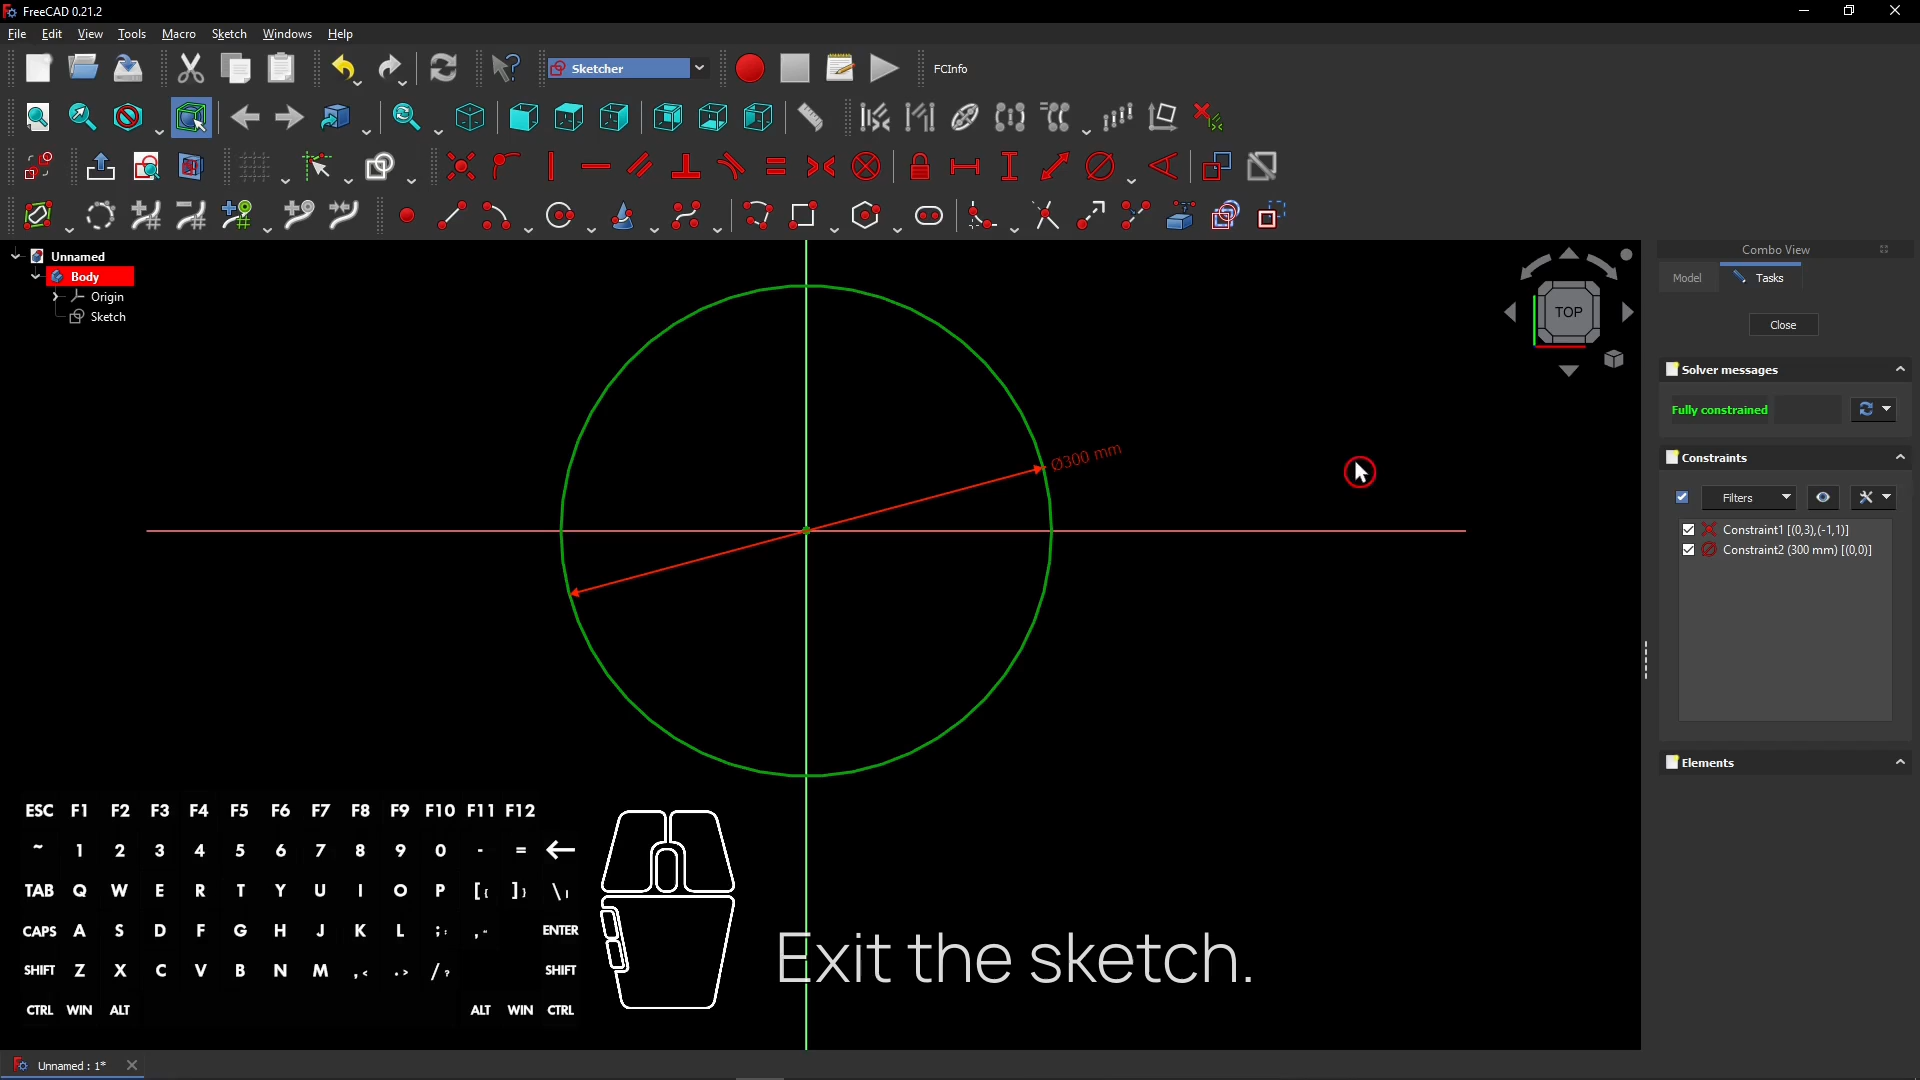 FreeCAD 0.21.2
File Edit View Tools Macro Sketch Windows Help
Sketcher
FCInfo
Unnamed
Body
Origin
Sketch
TOP
Ø300 mm
Combo View
Model Tasks
Close
Solver messages
Fully constrained
Constraints
Filters
Constraint1 [(0,3),(-1,1)]
Constraint2 (300 mm) [(0,0)]
Elements
ESC F1 F2 F3 F4 F5 F6 F7 F8 F9 F10 F11 F12
~ 1 2 3 4 5 6 7 8 9 0 - =
TAB Q W E R T Y U I O P [{ ]} \|
CAPS A S D F G H J K L ;: ," ENTER
SHIFT Z X C V B N M ,< .> /? SHIFT
CTRL WIN ALT ALT WIN CTRL
Exit the sketch.
Unnamed : 1*